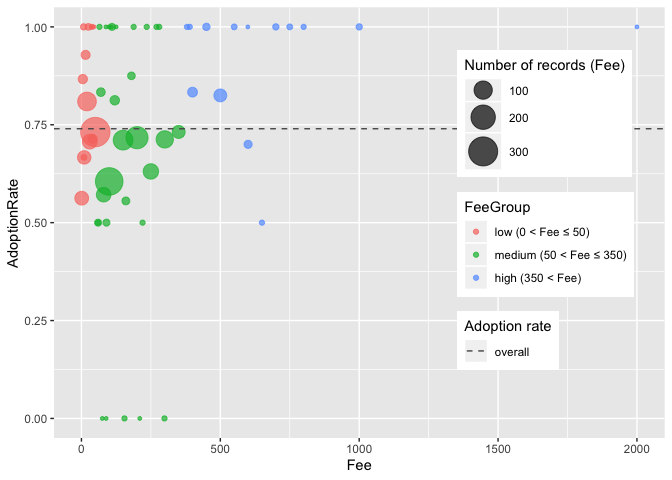 1.00
0.75
0.50
0.25
0.00
AdoptionRate
0
500
1000
1500
2000
Fee
Number of records (Fee)
100
200
300
FeeGroup
low (0 < Fee ≤ 50)
medium (50 < Fee ≤ 350)
high (350 < Fee)
Adoption rate
overall